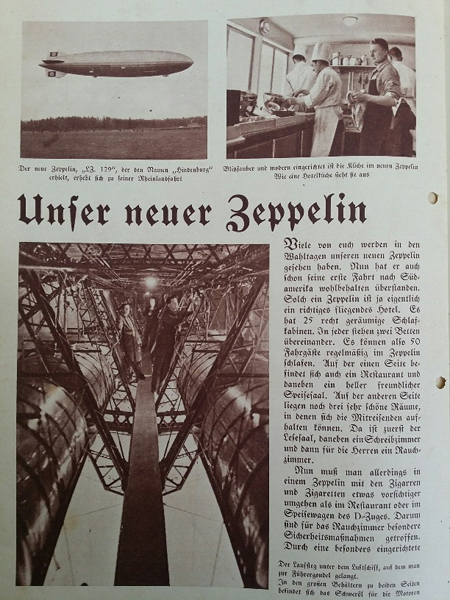 Der neue Zeppelin, „LZ. 129", der den Namen „Hindenburg"
erhielt, erhebt sich zu seiner Rheinlandfahrt
Blitzsauber und modern eingerichtet ist die Küche im neuen Zeppelin
Wie eine Hotelküche sieht sie aus
Unser neuer Zeppelin
Viele von euch werden in den
Wahltagen unseren neuen Zeppelin
gesehen haben. Nun hat er auch
schon seine erste Fahrt nach Süd-
amerika wohlbehalten überstanden.
Solch ein Zeppelin ist ja eigentlich
ein richtiges fliegendes Hotel. Es
hat 25 recht geräumige Schlaf-
kabinen. In jeder stehen zwei Betten
übereinander. Es können also 50
Fahrgäste regelmäßig im Zeppelin
schlafen. Auf der einen Seite be-
findet sich auch ein Restaurant und
daneben ein heller freundlicher
Speisesaal. Auf der anderen Seite
liegen noch drei sehr schöne Räume,
in denen sich die Mitreisenden auf-
halten können. Da ist zuerst der
Lesesaal, daneben ein Schreibzimmer
und dann für die Herren ein Rauch-
zimmer.
Nun muß man allerdings in
einem Zeppelin mit den Zigarren
und Zigaretten etwas vorsichtiger
umgehen als im Restaurant oder im
Speisewagen des D-Zuges. Darum
sind für das Rauchzimmer besondere
Sicherheitsmaßnahmen getroffen.
Durch eine besonders eingerichtete
Der Laufsteg unter dem Luftschiff, auf dem man
zur Führergondel gelangt.
In den großen Behältern zu beiden Seiten
befindet sich das Schweröl für die Motoren